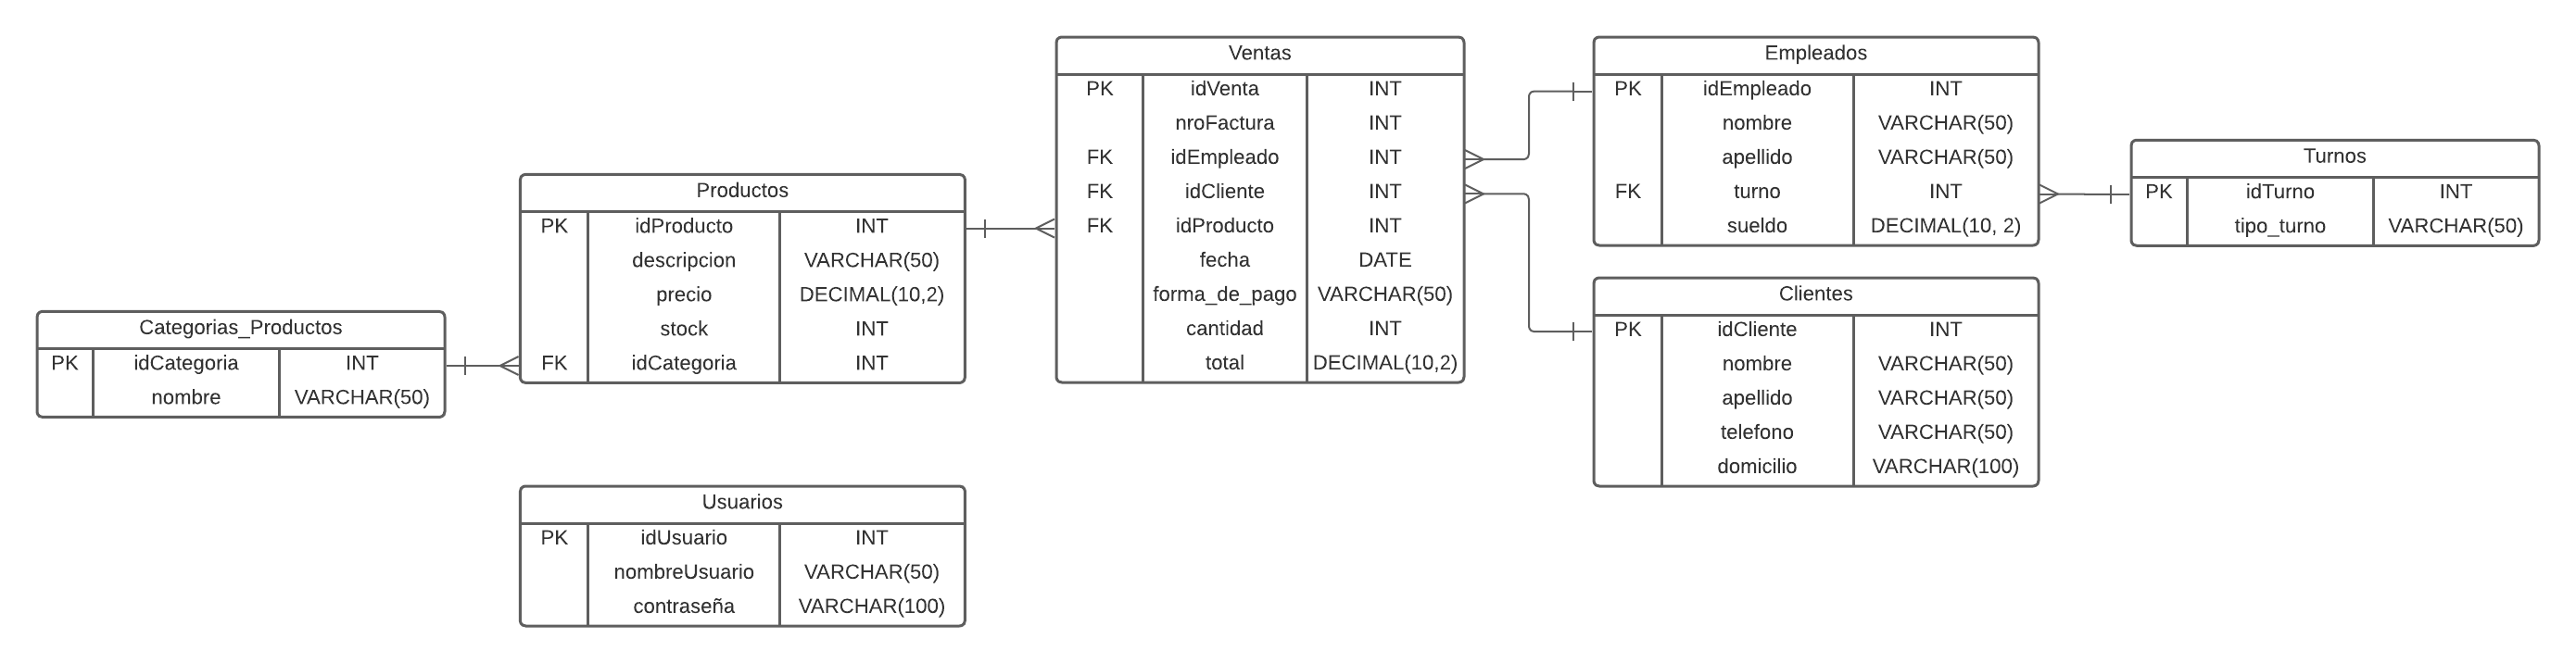 Categorias_Productos
PK idCategoria INT
nombre VARCHAR(50)
Productos
PK idProducto INT
descripcion VARCHAR(50)
precio DECIMAL(10,2)
stock INT
FK idCategoria INT
Usuarios
PK idUsuario INT
nombreUsuario VARCHAR(50)
contraseña VARCHAR(100)
Ventas
PK idVenta INT
nroFactura INT
FK idEmpleado INT
FK idCliente INT
FK idProducto INT
fecha DATE
forma_de_pago VARCHAR(50)
cantidad INT
total DECIMAL(10,2)
Empleados
PK idEmpleado INT
nombre VARCHAR(50)
apellido VARCHAR(50)
FK turno INT
sueldo DECIMAL(10, 2)
Clientes
PK idCliente INT
nombre VARCHAR(50)
apellido VARCHAR(50)
telefono VARCHAR(50)
domicilio VARCHAR(100)
Turnos
PK idTurno INT
tipo_turno VARCHAR(50)